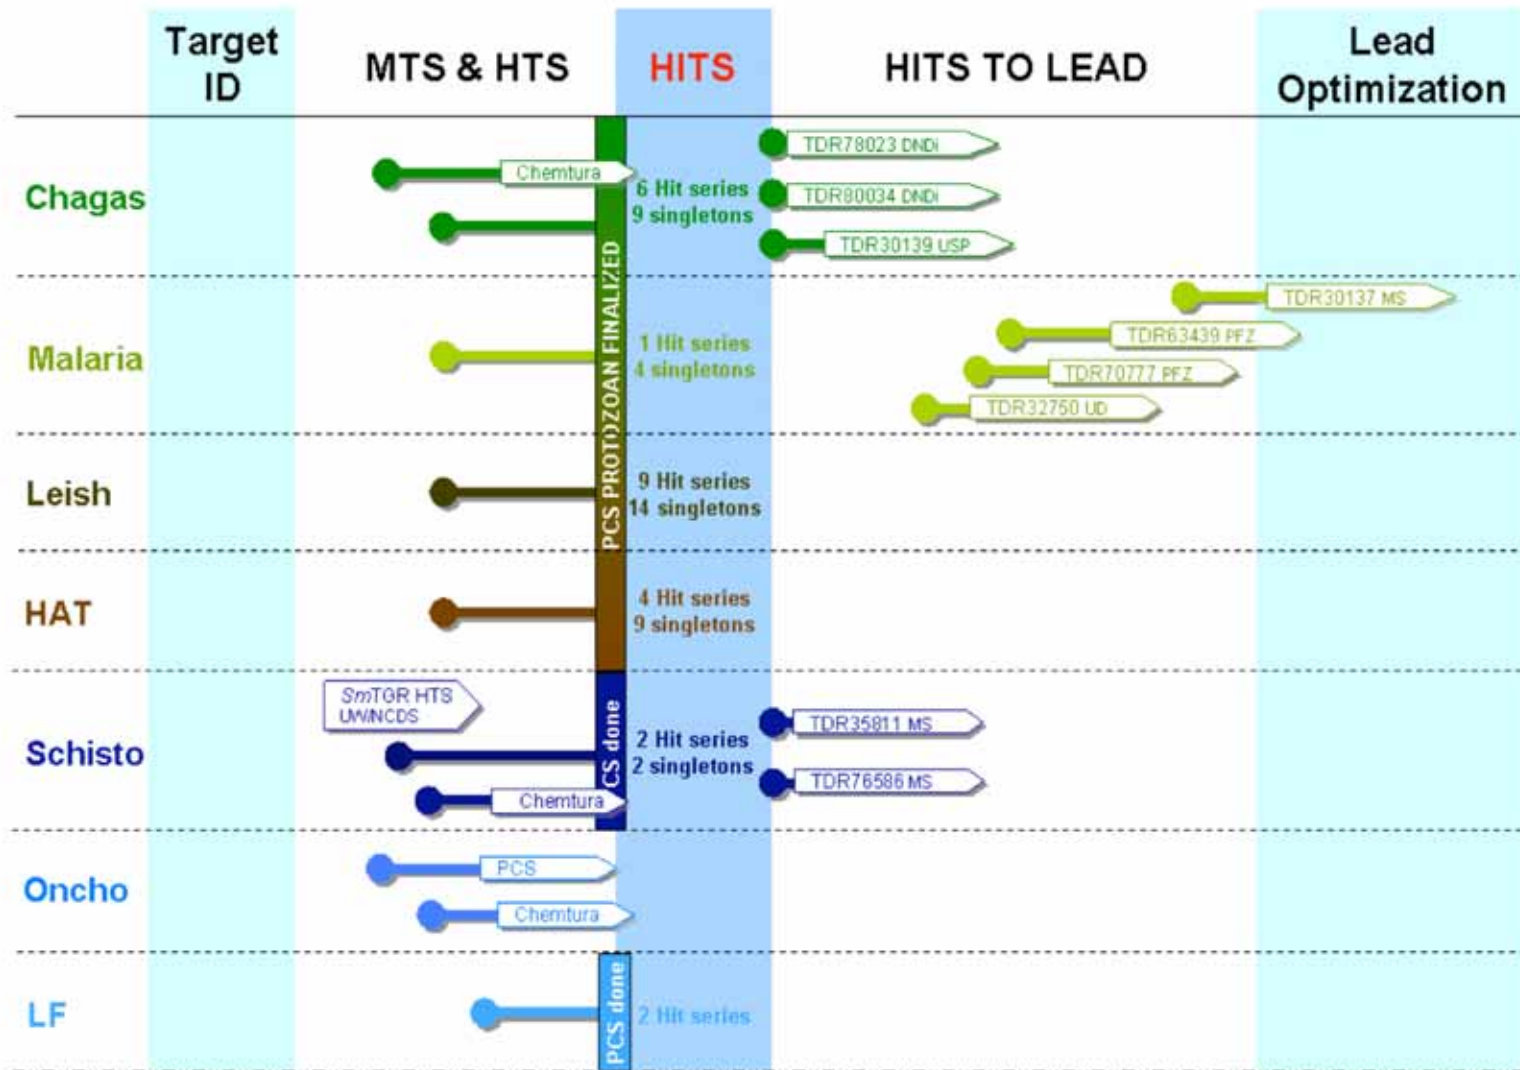 Target
ID
MTS & HTS
HITS
HITS TO LEAD
Lead
Optimization
Chagas
Chemtura
PCS PROTOZOAN FINALIZED
6 Hit series
9 singletons
TDR78023 DNDi
TDR80034 DNDi
TDR30139 USP
Malaria
1 Hit series
4 singletons
TDR30137 MS
TDR63439 PFZ
TDR70777 PFZ
TDR32750 UD
Leish
9 Hit series
14 singletons
HAT
4 Hit series
9 singletons
Schisto
SmTGR HTS
UW/NCDS
Chemtura
CS done
2 Hit series
2 singletons
TDR35811 MS
TDR76586 MS
Oncho
PCS
Chemtura
LF
PCS done
2 Hit series